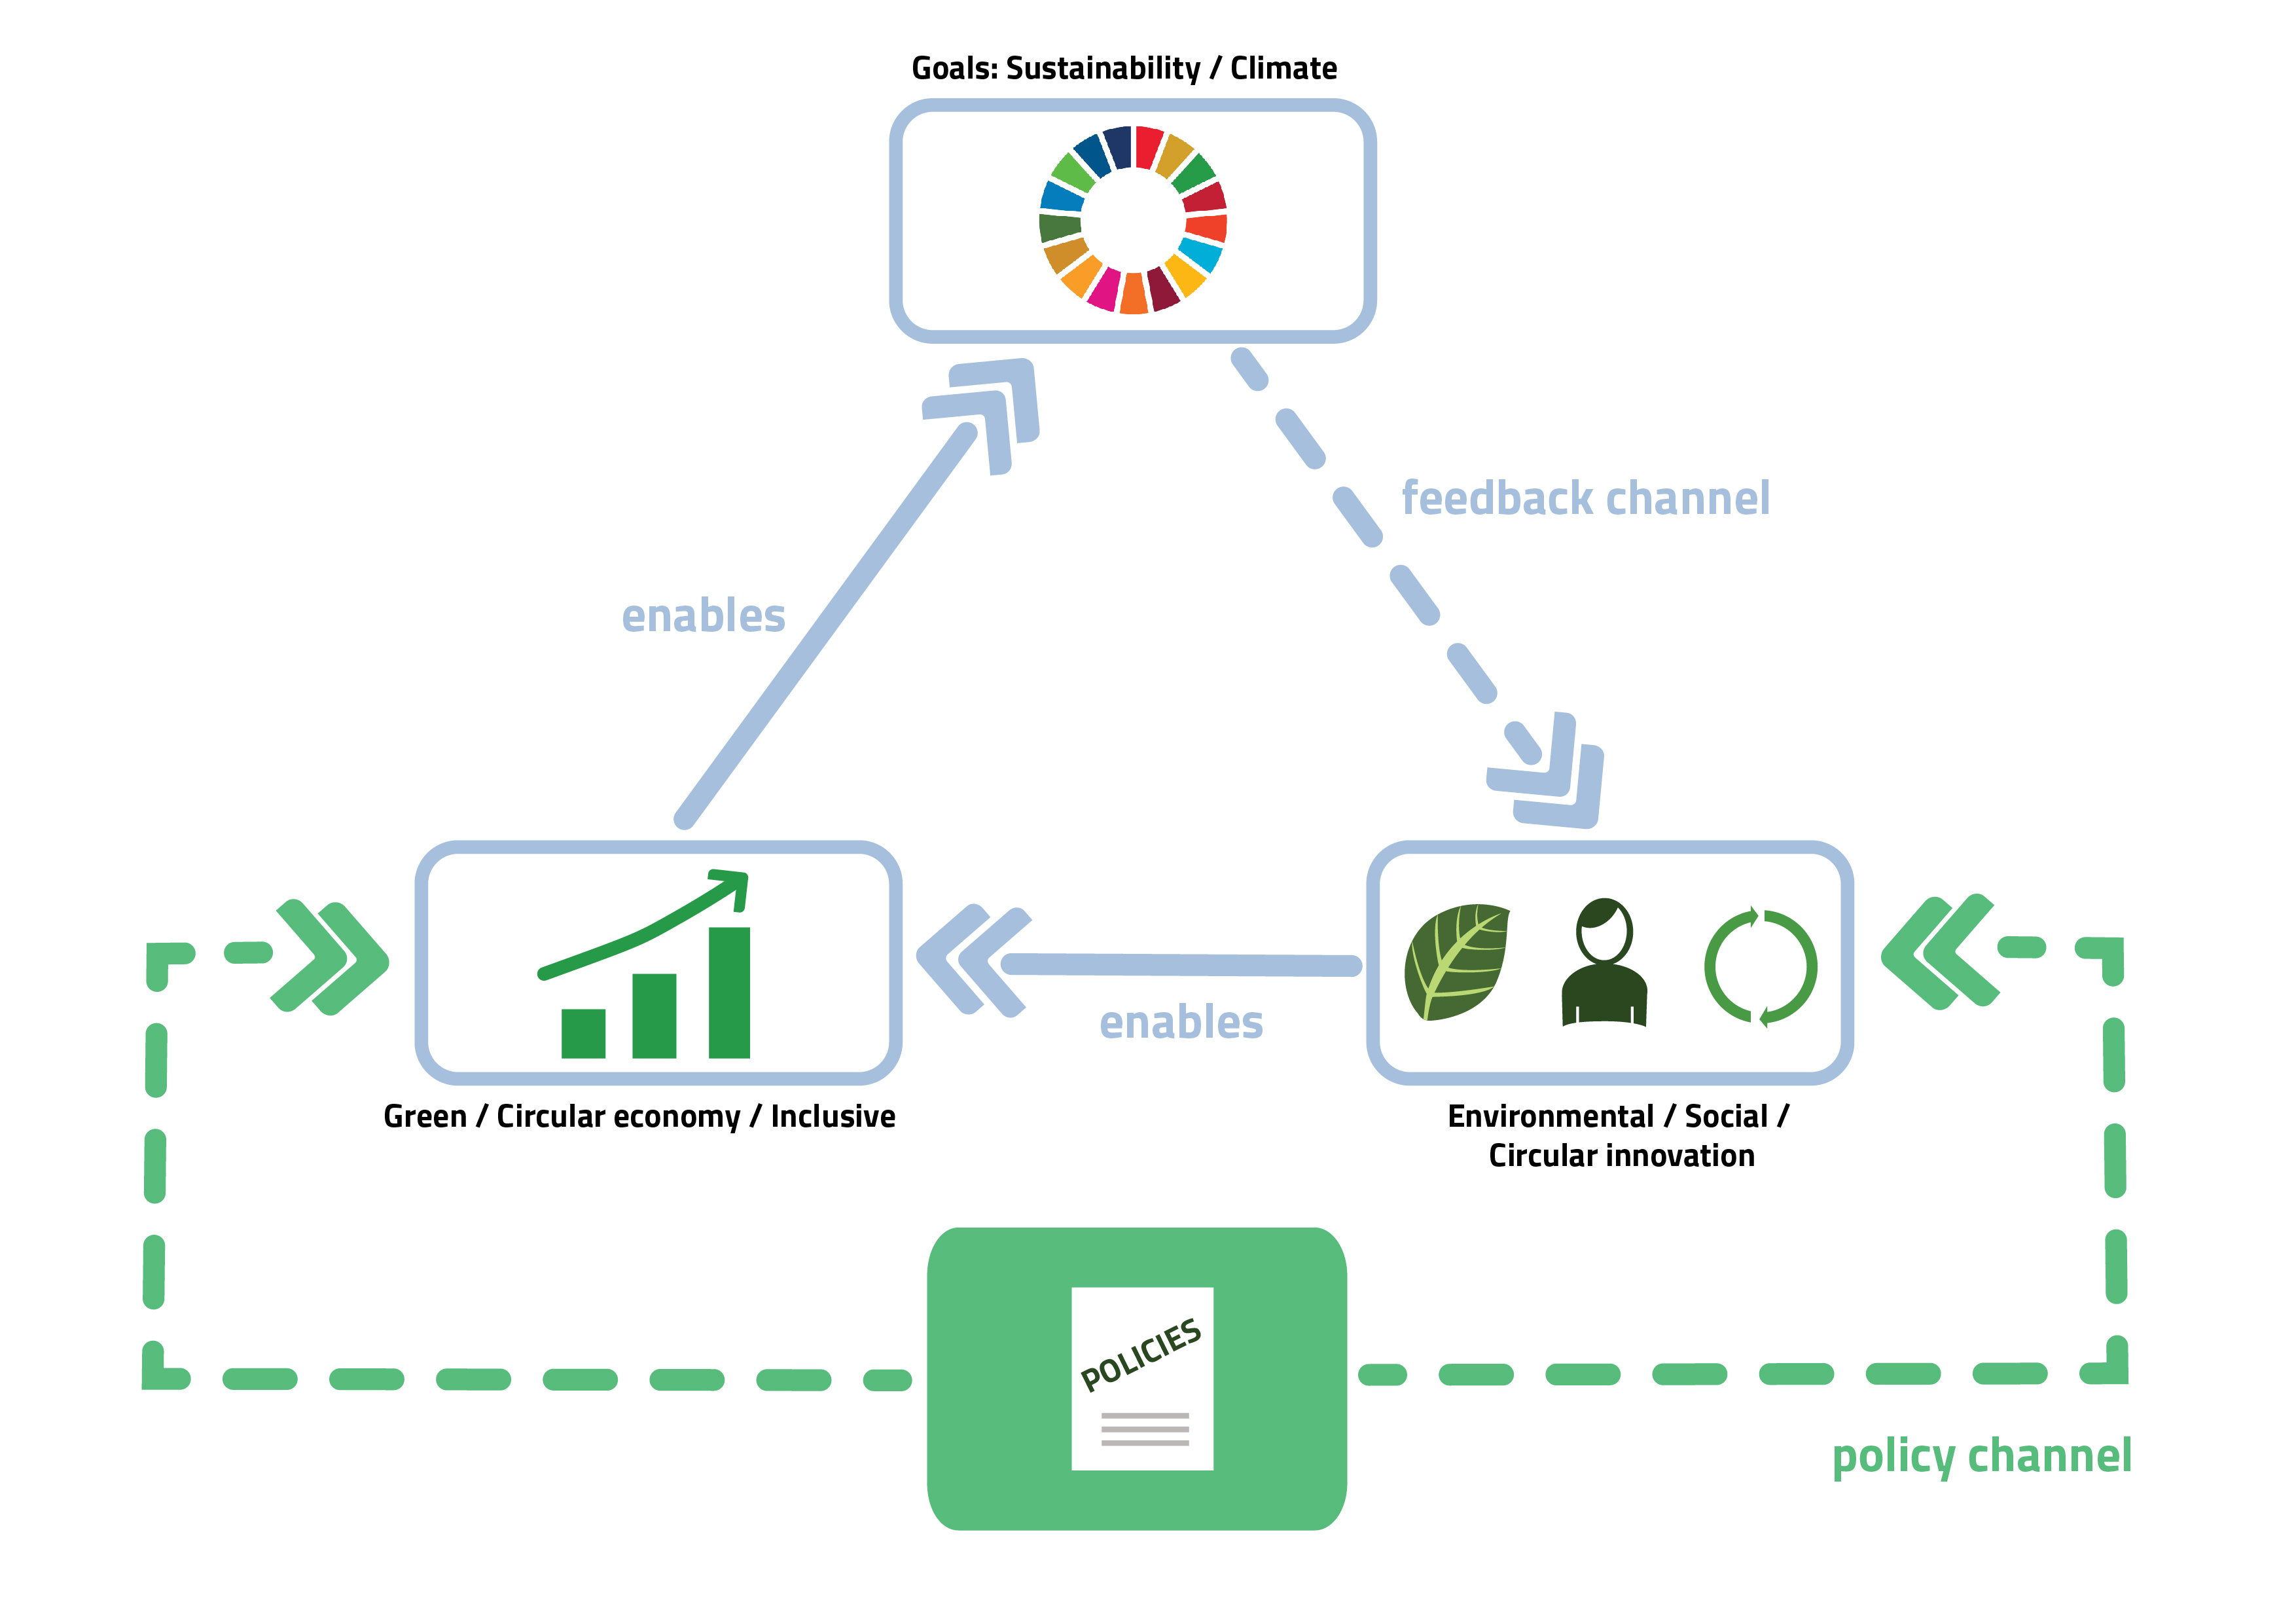 Goals: Sustainability / Climate
feedback channel
enables
enables
Green / Circular economy / Inclusive
Environmental / Social /
Circular innovation
POLICIES
policy channel